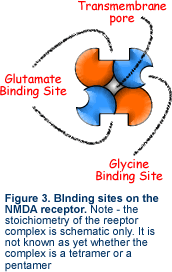 Transmembrane
pore
Glutamate
Binding Site
Glycine
Binding Site
Figure 3. BInding sites on the
NMDA receptor. Note - the
stoichiometry of the reeptor
complex is schematic only. It is
not known as yet whether the
complex is a tetramer or a
pentamer